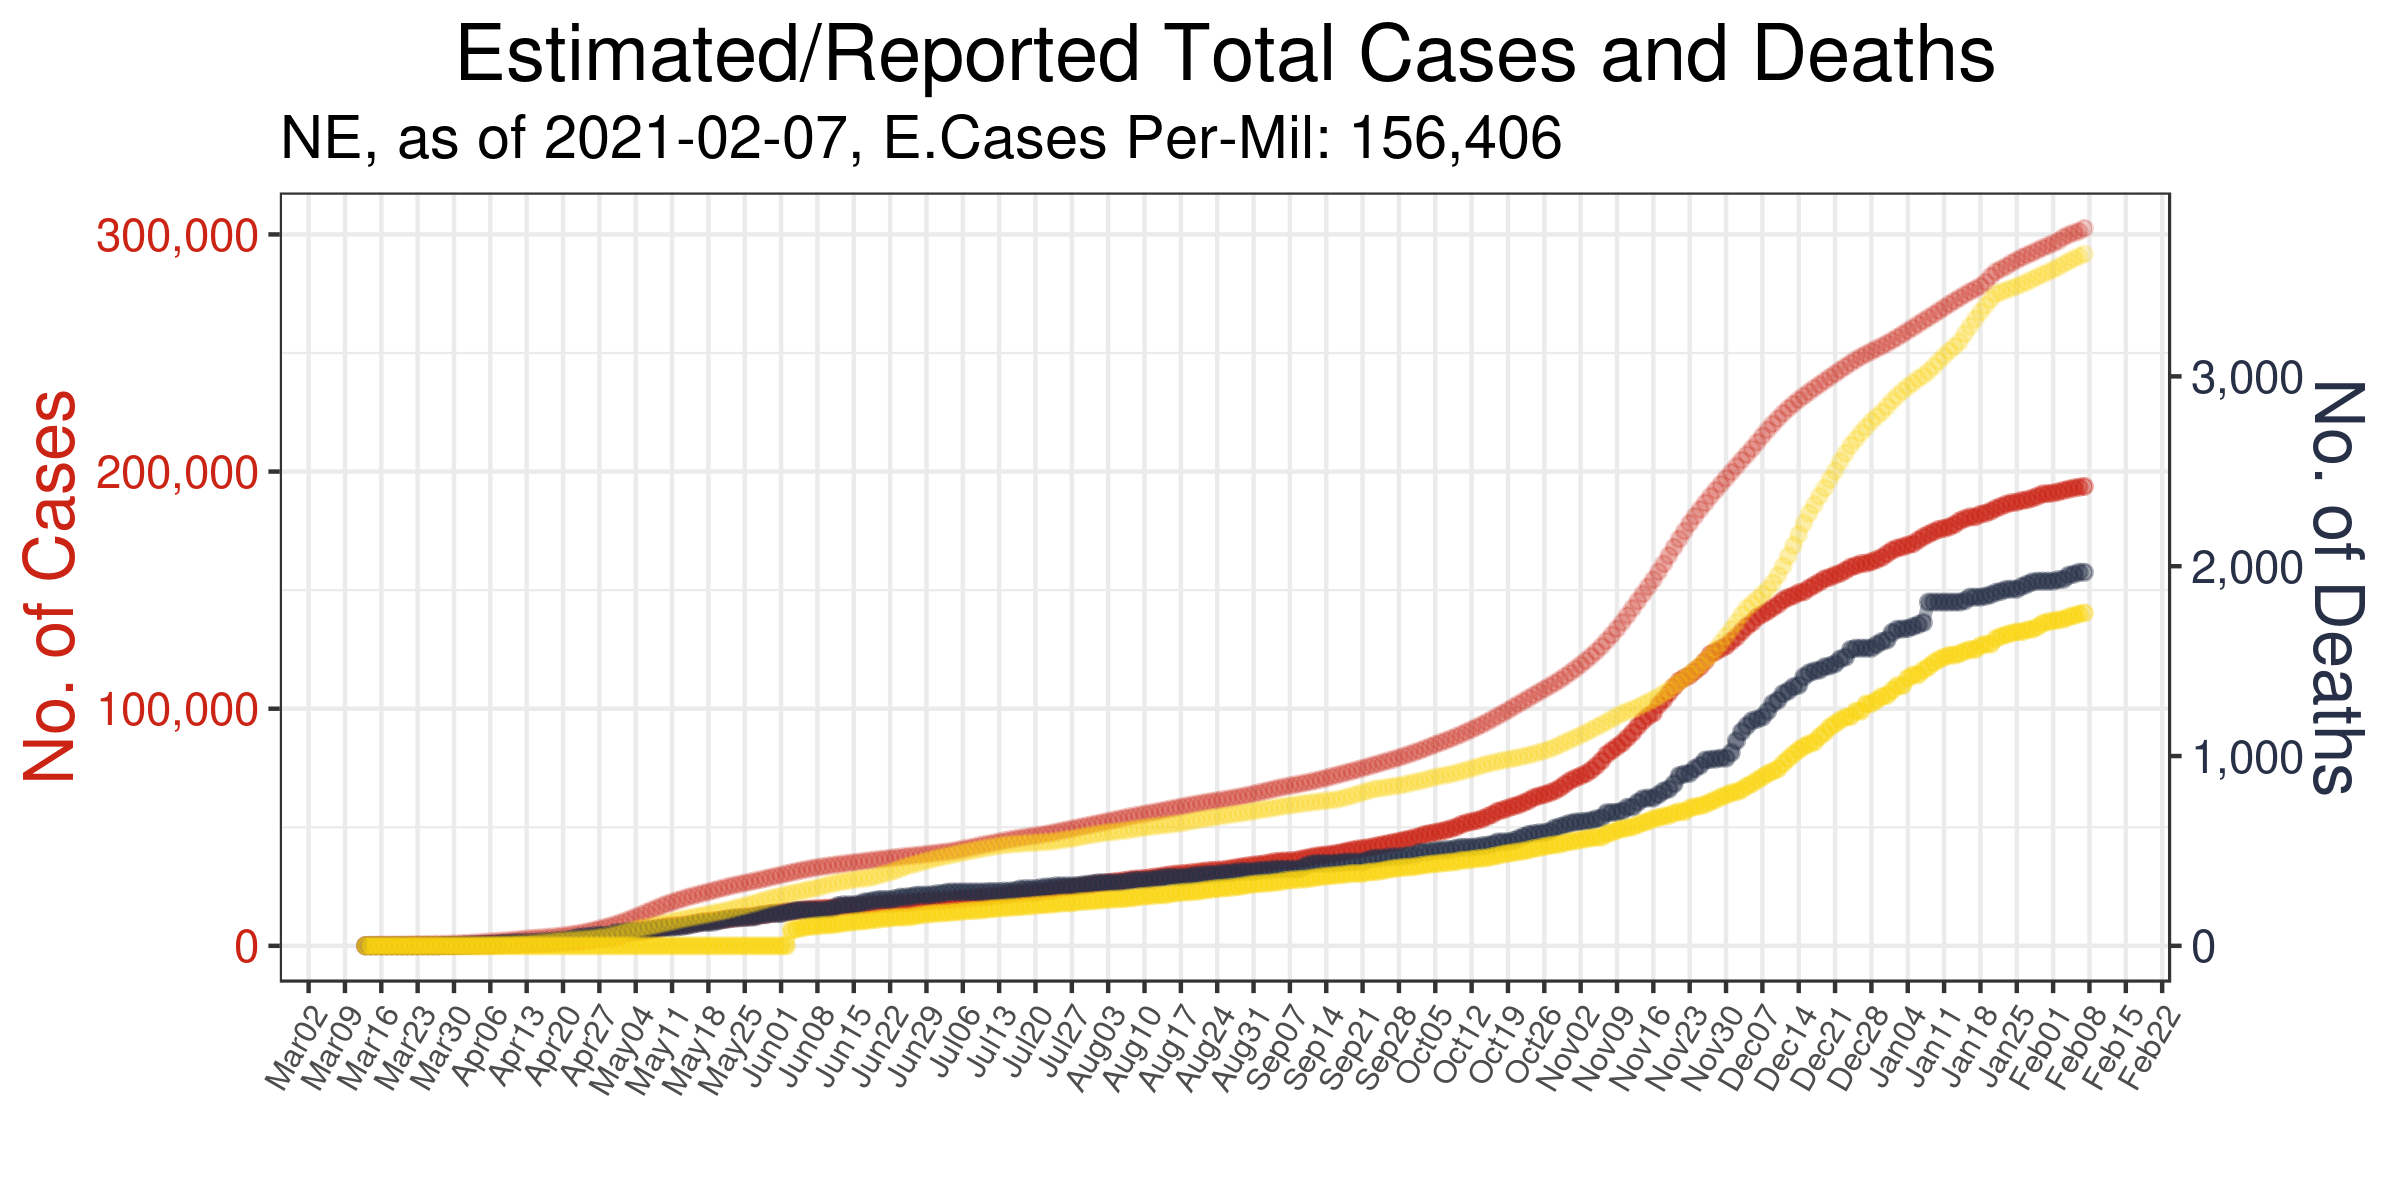 Estimated/Reported Total Cases and Deaths
NE, as of 2021-02-07, E.Cases Per-Mil: 156,406
No. of Cases
300,000
200,000
100,000
0
No. of Deaths
3,000
2,000
1,000
0
Mar02
Mar09
Mar16
Mar23
Mar30
Apr06
Apr13
Apr20
Apr27
May04
May11
May18
May25
Jun01
Jun08
Jun15
Jun22
Jun29
Jul06
Jul13
Jul20
Jul27
Aug03
Aug10
Aug17
Aug24
Aug31
Sep07
Sep14
Sep21
Sep28
Oct05
Oct12
Oct19
Oct26
Nov02
Nov09
Nov16
Nov23
Nov30
Dec07
Dec14
Dec21
Dec28
Jan04
Jan11
Jan18
Jan25
Feb01
Feb08
Feb15
Feb22